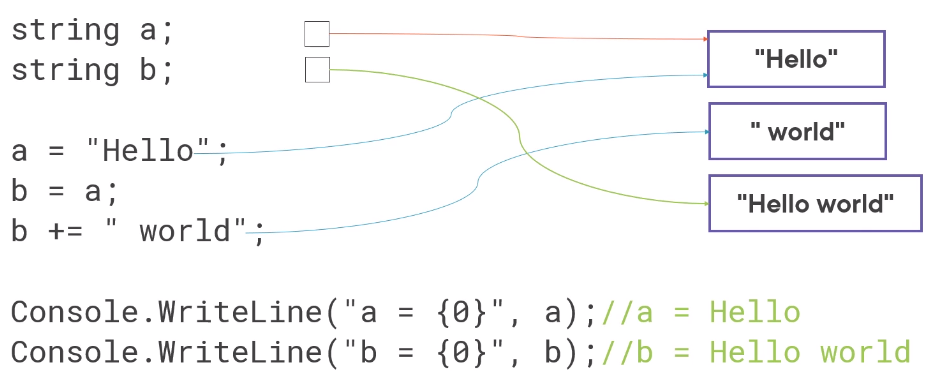 string a;
string b;
"Hello"
" world"
a = "Hello";
b = a;
"Hello world"
b += " world";
Console.WriteLine("a = {0}", a);//a = Hello
Console.WriteLine("b = {0}", b);//b = Hello world